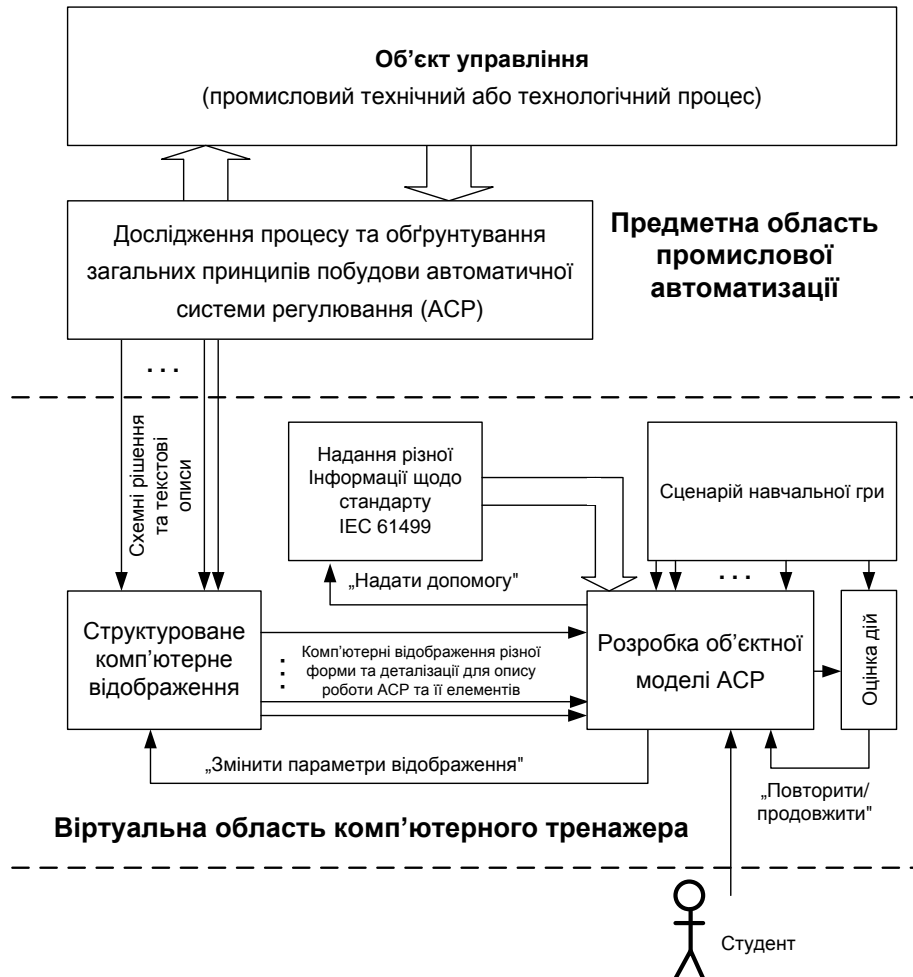 Об’єкт управління
(промисловий технічний або технологічний процес)
Дослідження процесу та обґрунтування
загальних принципів побудови автоматичної
системи регулювання (АСР)
Предметна область
промислової
автоматизації
. . .
Схемні рішення
та текстові
описи
Надання різної
Інформації щодо
стандарту
IEC 61499
Сценарій навчальної гри
. . .
„Надати допомогу"
Структуроване
комп’ютерне
відображення
Комп’ютерні відображення різної
форми та деталізації для опису
роботи АСР та її елементів
. . .
Розробка об’єктної
моделі АСР
Оцінка дій
„Змінити параметри відображення"
„Повторити/
продовжити"
Віртуальна область комп’ютерного тренажера
Студент